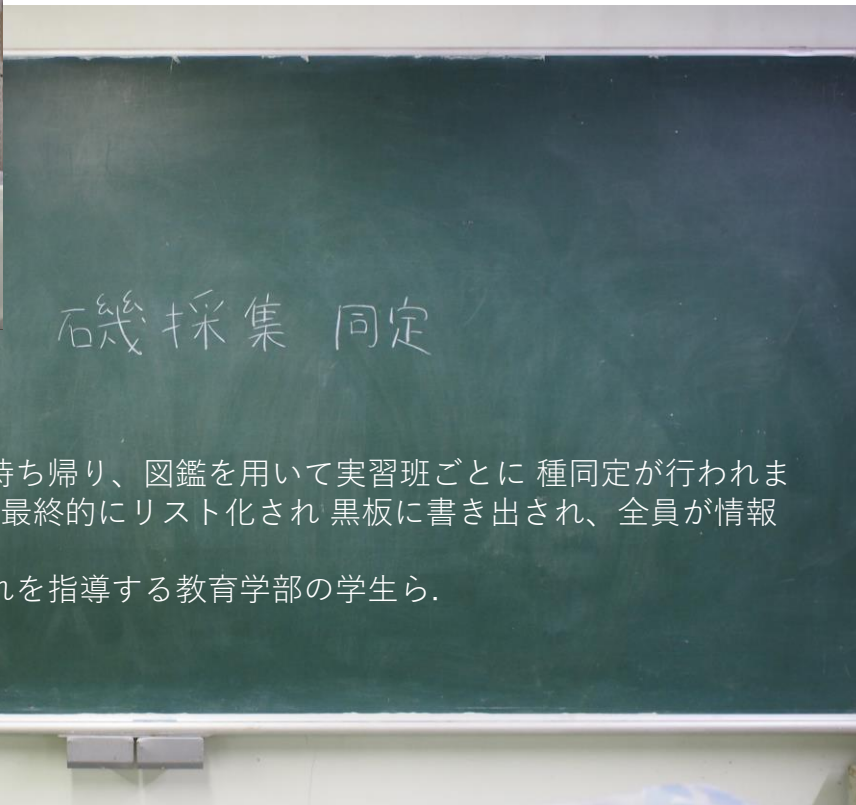 磯採集 同定
持ち帰り、図鑑を用いて実習班ごとに 種同定が行われま
最終的にリスト化され 黒板に書き出され、全員が情報
れを指導する教育学部の学生ら.